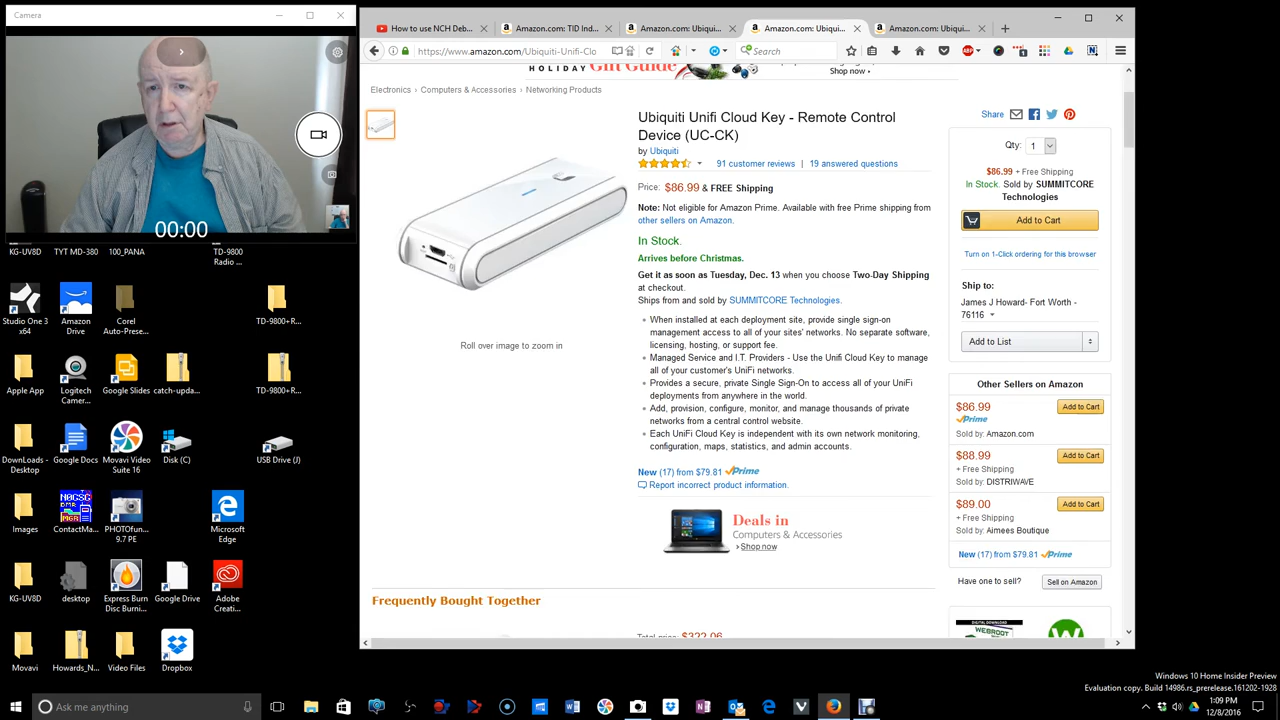 Camera
00:00
KG-UV8D
TYT MD-380
100_PANA
TD-9800
Radio ...
Studio One 3
x64
Amazon
Drive
Corel
Auto-Prese...
TD-9800+R...
Apple App
Logitech
Camer...
Google Slides
catch-upda...
TD-9800+R...
DownLoads -
Desktop
Google Docs
Movavi Video
Suite 16
Disk (C)
USB Drive (J)
Images
ContactMa...
PHOTOfun...
9.7 PE
Microsoft
Edge
KG-UV8D
desktop
Express Burn
Disc Burni...
Google Drive
Adobe
Creati...
Movavi
Howards_N...
Video Files
Dropbox
How to use NCH Deb...
Amazon.com: TID Ind...
Amazon.com: Ubiqui...
Amazon.com: Ubiqui...
Amazon.com: Ubiqui...
https://www.amazon.com/Ubiquiti-Unifi-Clo
Search
HOLIDAY Gift Guide
Shop now ›
Electronics › Computers & Accessories › Networking Products
Roll over image to zoom in
Ubiquiti Unifi Cloud Key - Remote Control
Device (UC-CK)
by Ubiquiti
91 customer reviews | 19 answered questions
Price: $86.99 & FREE Shipping
Note: Not eligible for Amazon Prime. Available with free Prime shipping from
other sellers on Amazon.
In Stock.
Arrives before Christmas.
Get it as soon as Tuesday, Dec. 13 when you choose Two-Day Shipping
at checkout.
Ships from and sold by SUMMITCORE Technologies.
When installed at each deployment site, provide single sign-on
management access to all of your sites' networks. No separate software,
licensing, hosting, or support fee.
Managed Service and I.T. Providers - Use the Unifi Cloud Key to manage
all of your customer's UniFi networks.
Provides a secure, private Single Sign-On to access all of your UniFi
deployments from anywhere in the world.
Add, provision, configure, monitor, and manage thousands of private
networks from a central control website.
Each UniFi Cloud Key is independent with its own network monitoring,
configuration, maps, statistics, and admin accounts.
New (17) from $79.81 Prime
Report incorrect product information.
Deals in
Computers & Accessories
› Shop now
Frequently Bought Together
Total price: $322.06
Share
Qty: 1
$86.99 + Free Shipping
In Stock. Sold by SUMMITCORE
Technologies
Add to Cart
Turn on 1-Click ordering for this browser
Ship to:
James J Howard- Fort Worth -
76116
Add to List
Other Sellers on Amazon
$86.99
Add to Cart
Prime
Sold by: Amazon.com
$88.99
Add to Cart
+ Free Shipping
Sold by: DISTRIWAVE
$89.00
Add to Cart
+ Free Shipping
Sold by: Aimees Boutique
New (17) from $79.81 Prime
Have one to sell?
Sell on Amazon
DIGITAL DOWNLOAD
WEBROOT
Windows 10 Home Insider Preview
Evaluation copy. Build 14986.rs_prerelease.161202-1928
Ask me anything
1:09 PM
12/8/2016